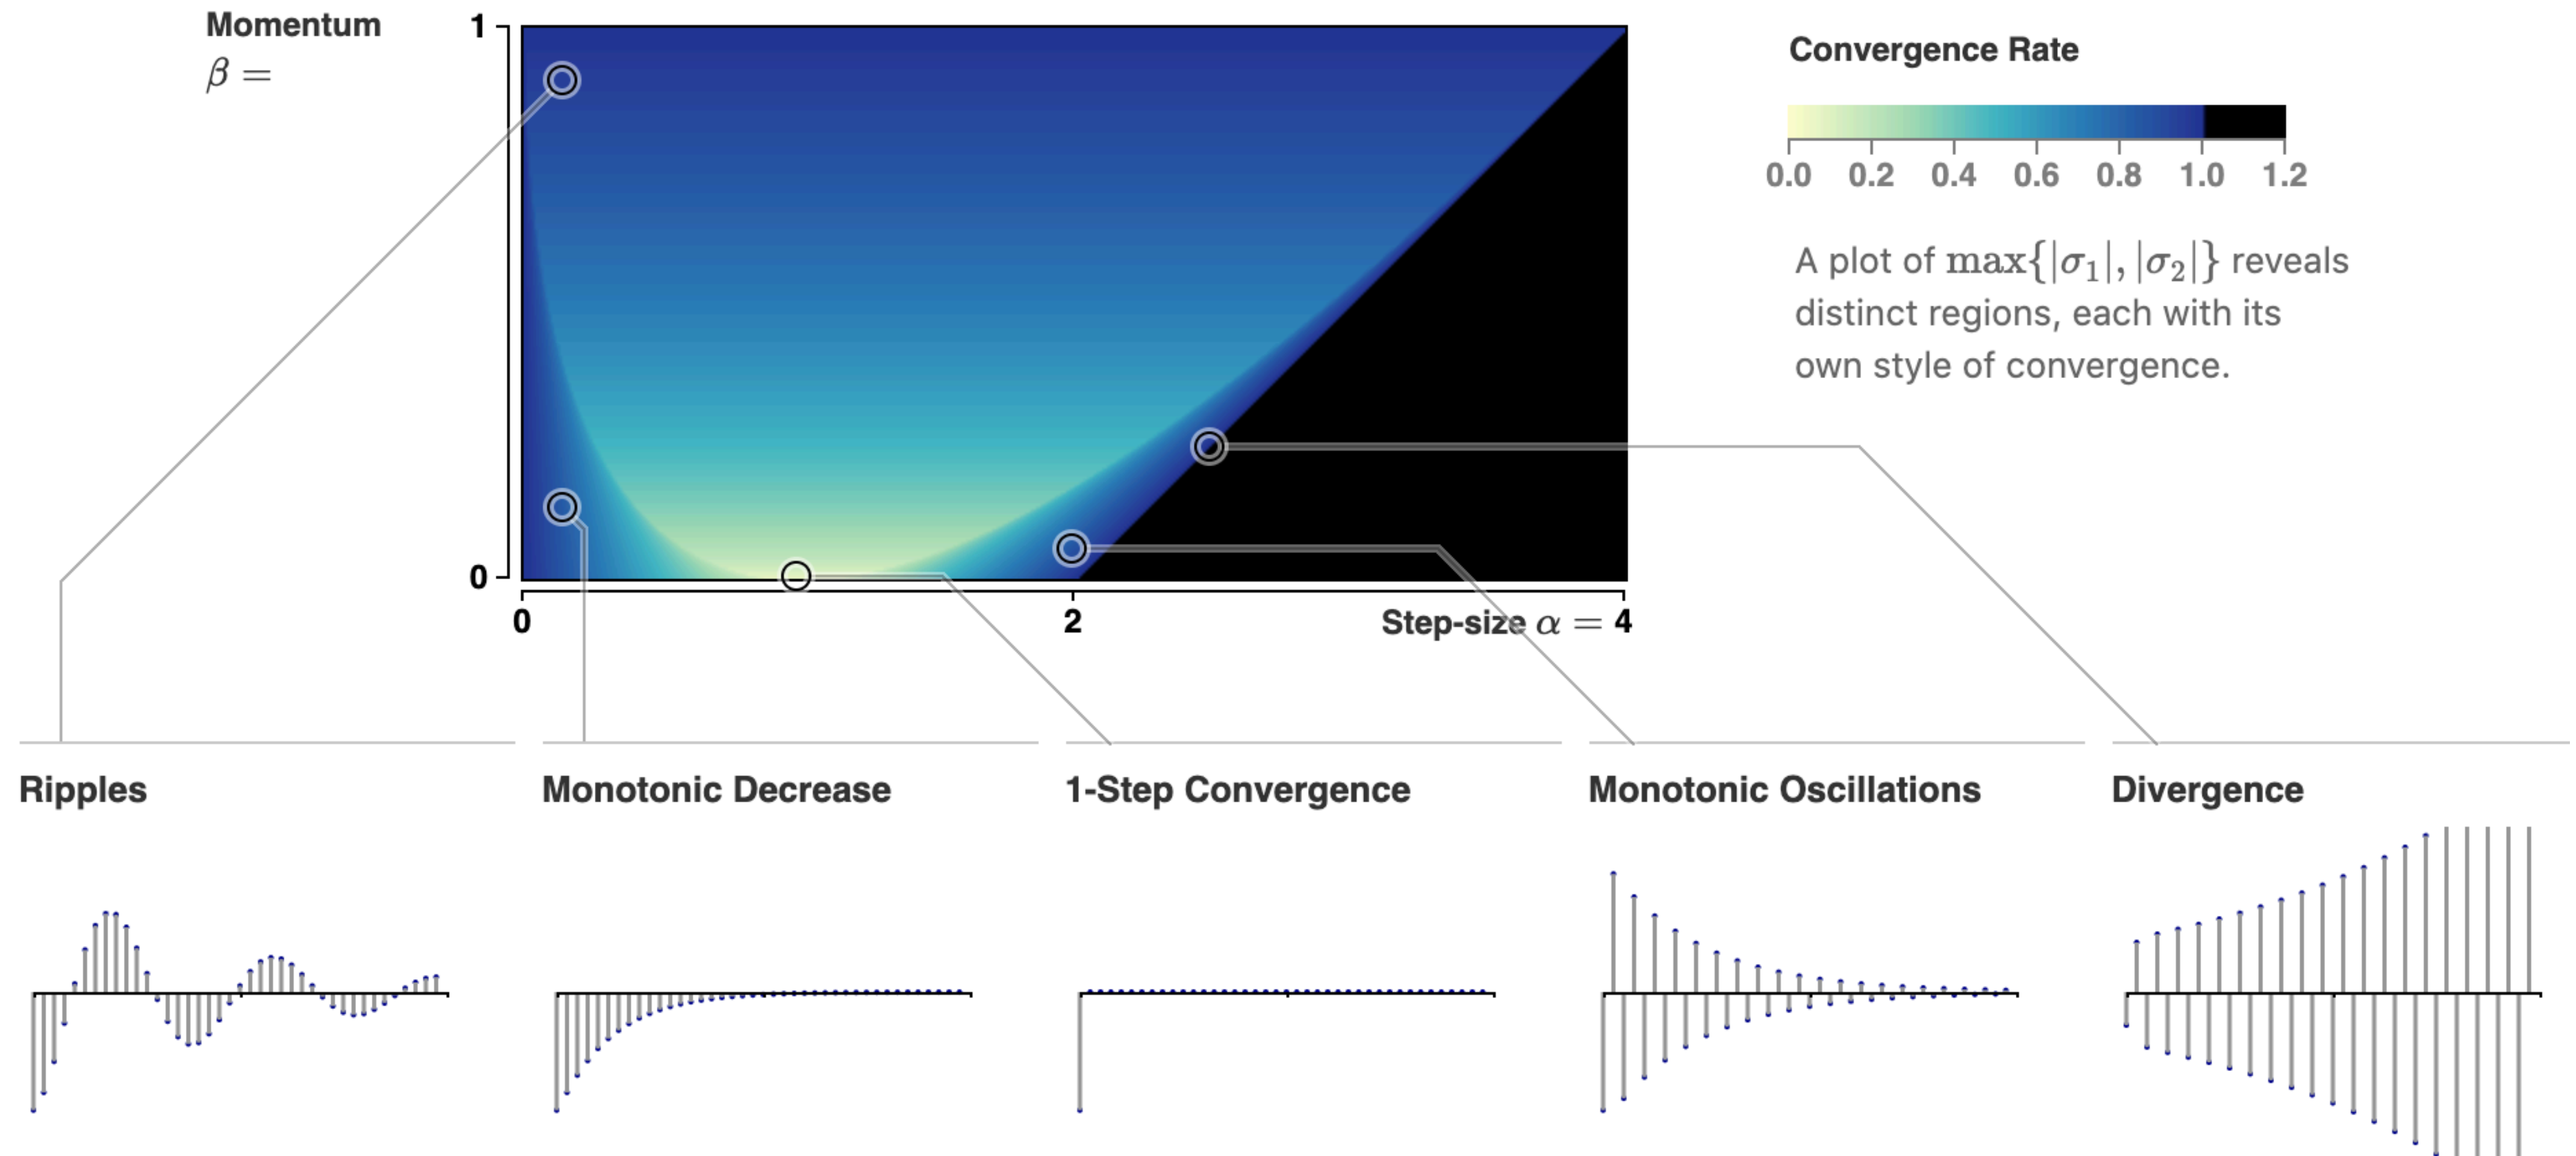 Momentum
β =
1
0
0
2
Step-size α = 4
Convergence Rate
0.0 0.2 0.4 0.6 0.8 1.0 1.2
A plot of max{|σ₁|, |σ₂|} reveals
distinct regions, each with its
own style of convergence.
Ripples
Monotonic Decrease
1-Step Convergence
Monotonic Oscillations
Divergence